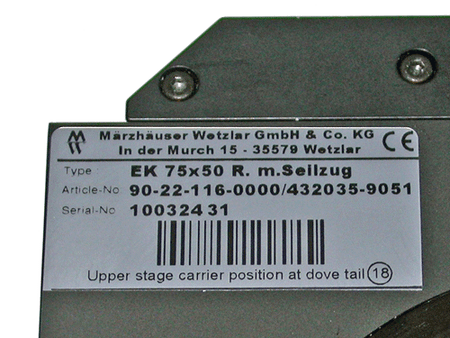 Märzhäuser Wetzlar GmbH & Co. KG
In der Murch 15 - 35579 Wetzlar
CE
Type EK 75x50 R. m.Seilzug
Article-No 90-22-116-0000/432035-9051
Serial-No 10032431
Upper stage carrier position at dove tail 18